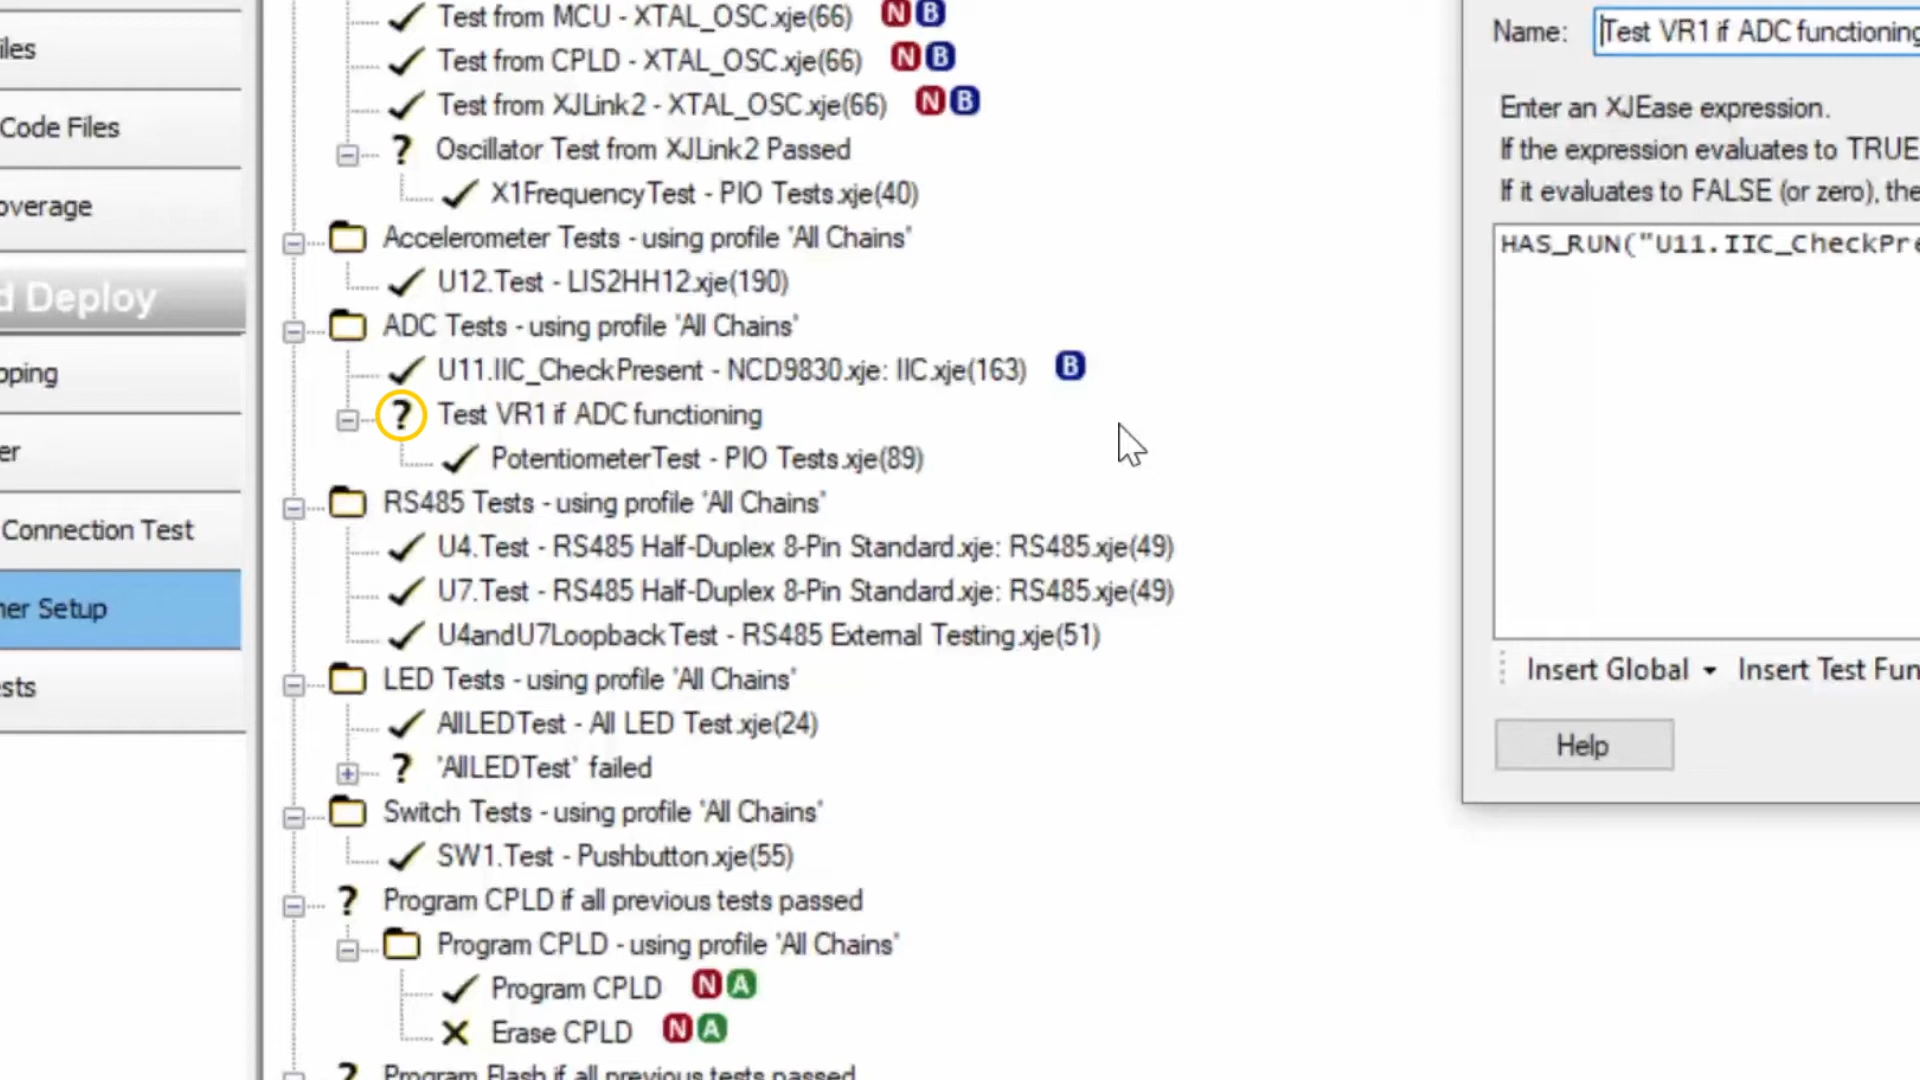 iles
Code Files
overage
d Deploy
pping
er
Connection Test
ner Setup
sts
Test from MCU - XTAL_OSC.xje(66) N B
Test from CPLD - XTAL_OSC.xje(66) N B
Test from XJLink2 - XTAL_OSC.xje(66) N B
? Oscillator Test from XJLink2 Passed
X1FrequencyTest - PIO Tests.xje(40)
Accelerometer Tests - using profile 'All Chains'
U12.Test - LIS2HH12.xje(190)
ADC Tests - using profile 'All Chains'
U11.IIC_CheckPresent - NCD9830.xje: IIC.xje(163) B
? Test VR1 if ADC functioning
PotentiometerTest - PIO Tests.xje(89)
RS485 Tests - using profile 'All Chains'
U4.Test - RS485 Half-Duplex 8-Pin Standard.xje: RS485.xje(49)
U7.Test - RS485 Half-Duplex 8-Pin Standard.xje: RS485.xje(49)
U4andU7LoopbackTest - RS485 External Testing.xje(51)
LED Tests - using profile 'All Chains'
AllLEDTest - All LED Test.xje(24)
? 'AllLEDTest' failed
Switch Tests - using profile 'All Chains'
SW1.Test - Pushbutton.xje(55)
? Program CPLD if all previous tests passed
Program CPLD - using profile 'All Chains'
Program CPLD N A
Erase CPLD N A
? Program Flash if all previous tests passed
Name: Test VR1 if ADC functioning
Enter an XJEase expression.
If the expression evaluates to TRUE
If it evaluates to FALSE (or zero), the
HAS_RUN("U11.IIC_CheckPre
Insert Global Insert Test Fun
Help